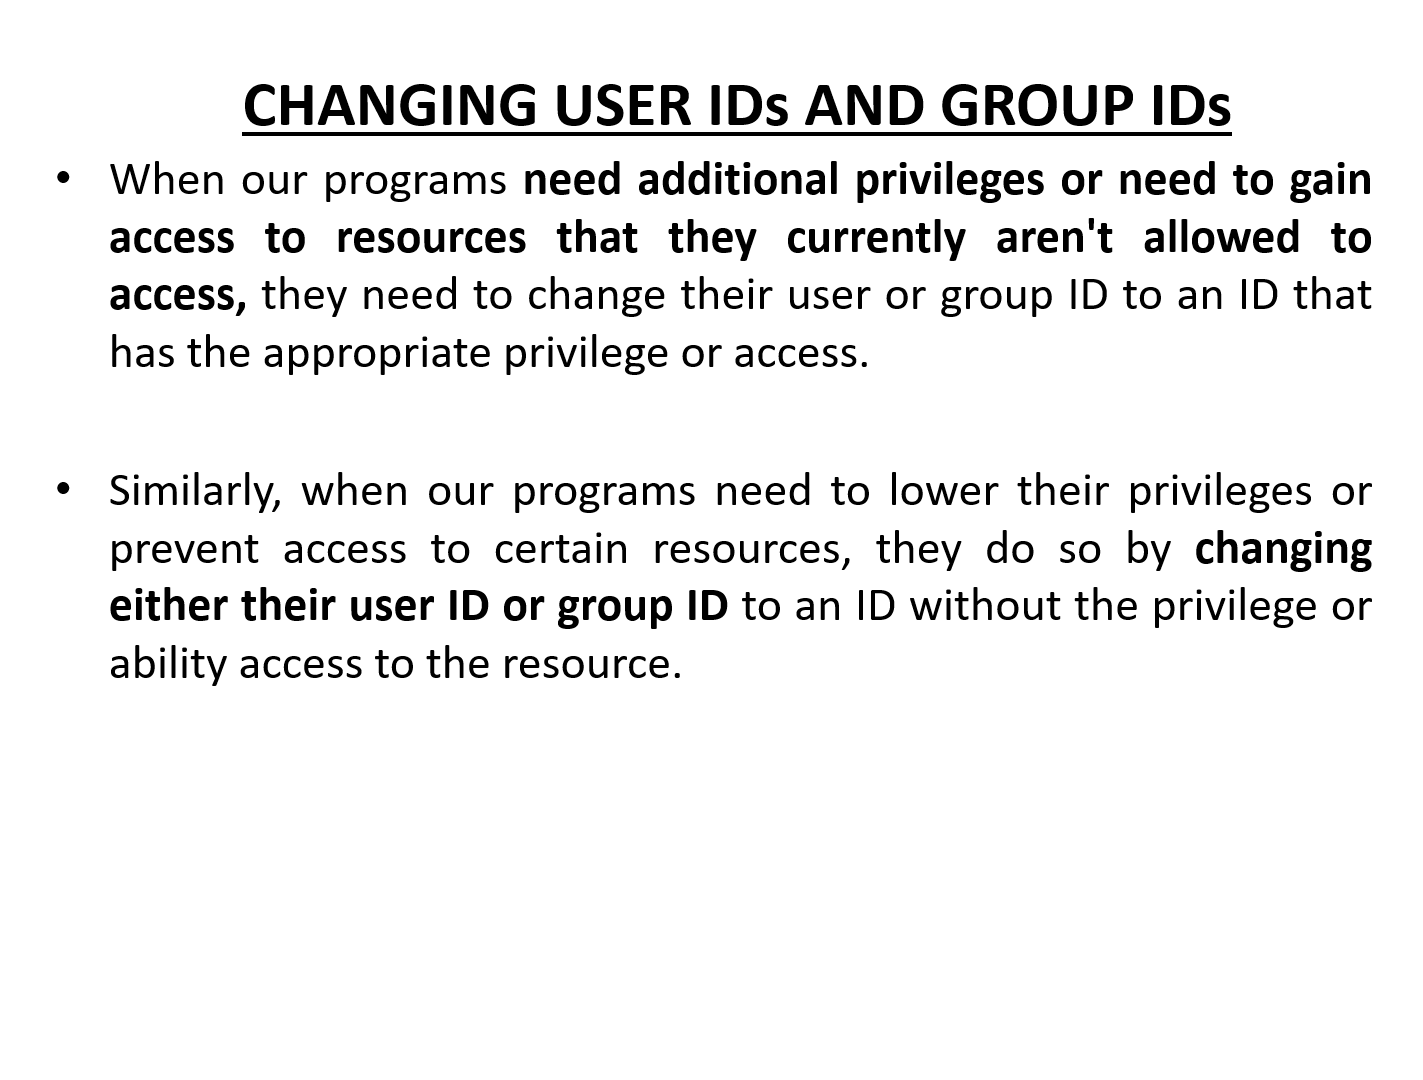 CHANGING USER IDs AND GROUP IDs
• When our programs need additional privileges or need to gain
access to resources that they currently aren't allowed to
access, they need to change their user or group ID to an ID that
has the appropriate privilege or access.
• Similarly, when our programs need to lower their privileges or
prevent access to certain resources, they do so by changing
either their user ID or group ID to an ID without the privilege or
ability access to the resource.